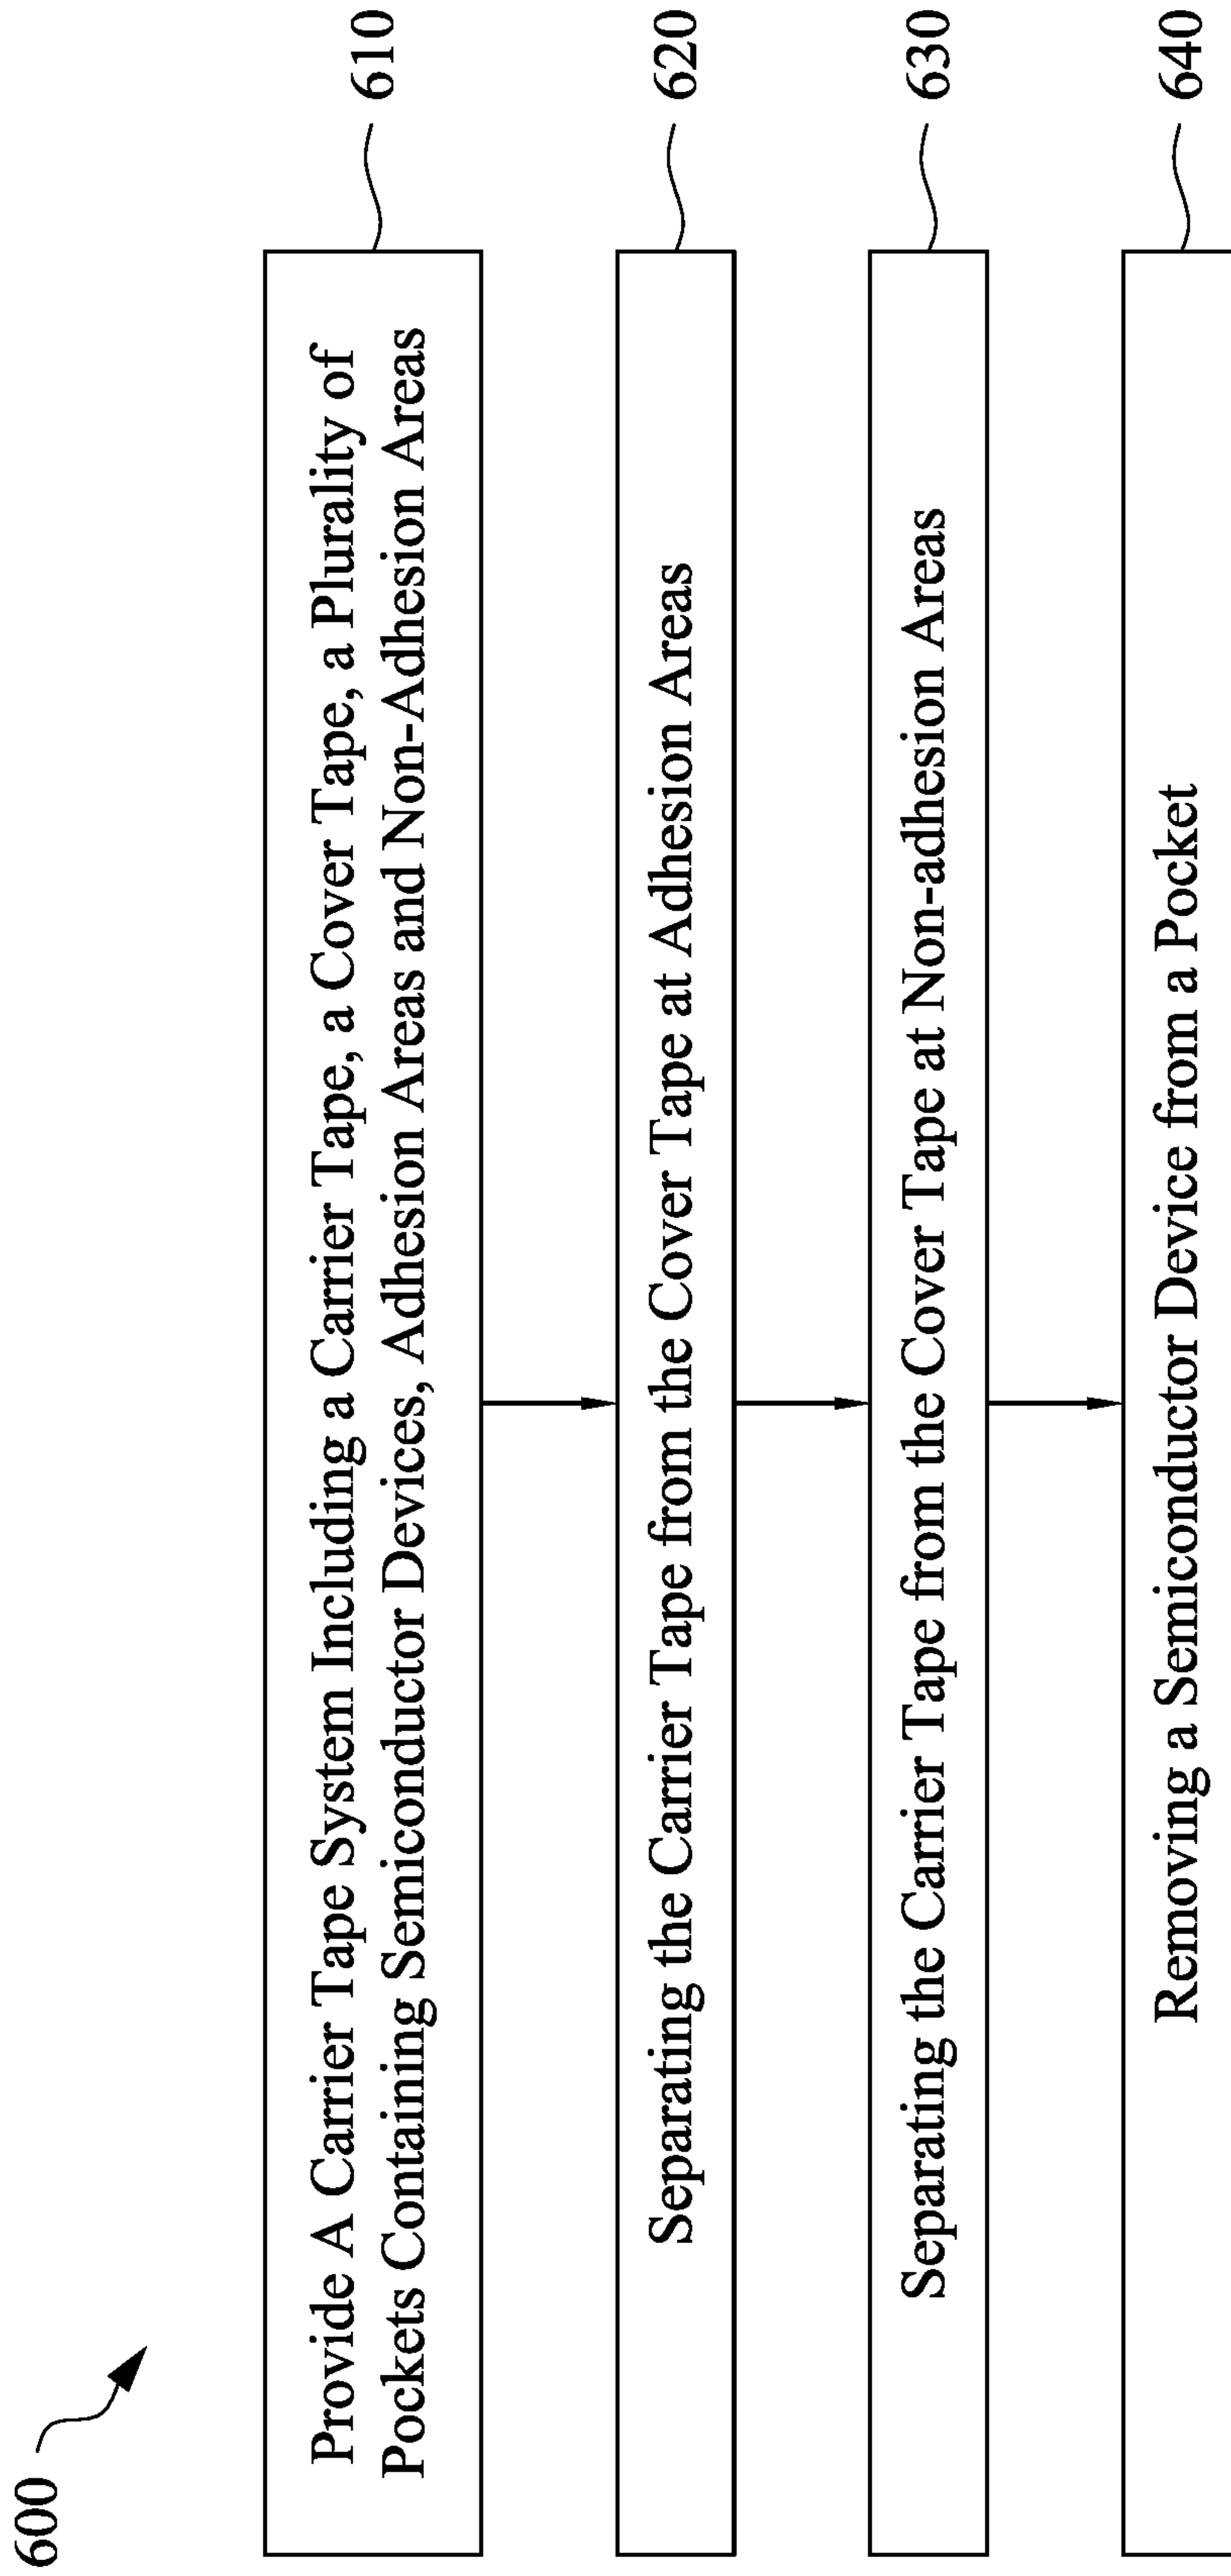 600
Provide A Carrier Tape System Including a Carrier Tape, a Cover Tape, a Plurality of
Pockets Containing Semiconductor Devices, Adhesion Areas and Non-Adhesion Areas
610
Separating the Carrier Tape from the Cover Tape at Adhesion Areas
620
Separating the Carrier Tape from the Cover Tape at Non-adhesion Areas
630
Removing a Semiconductor Device from a Pocket
640